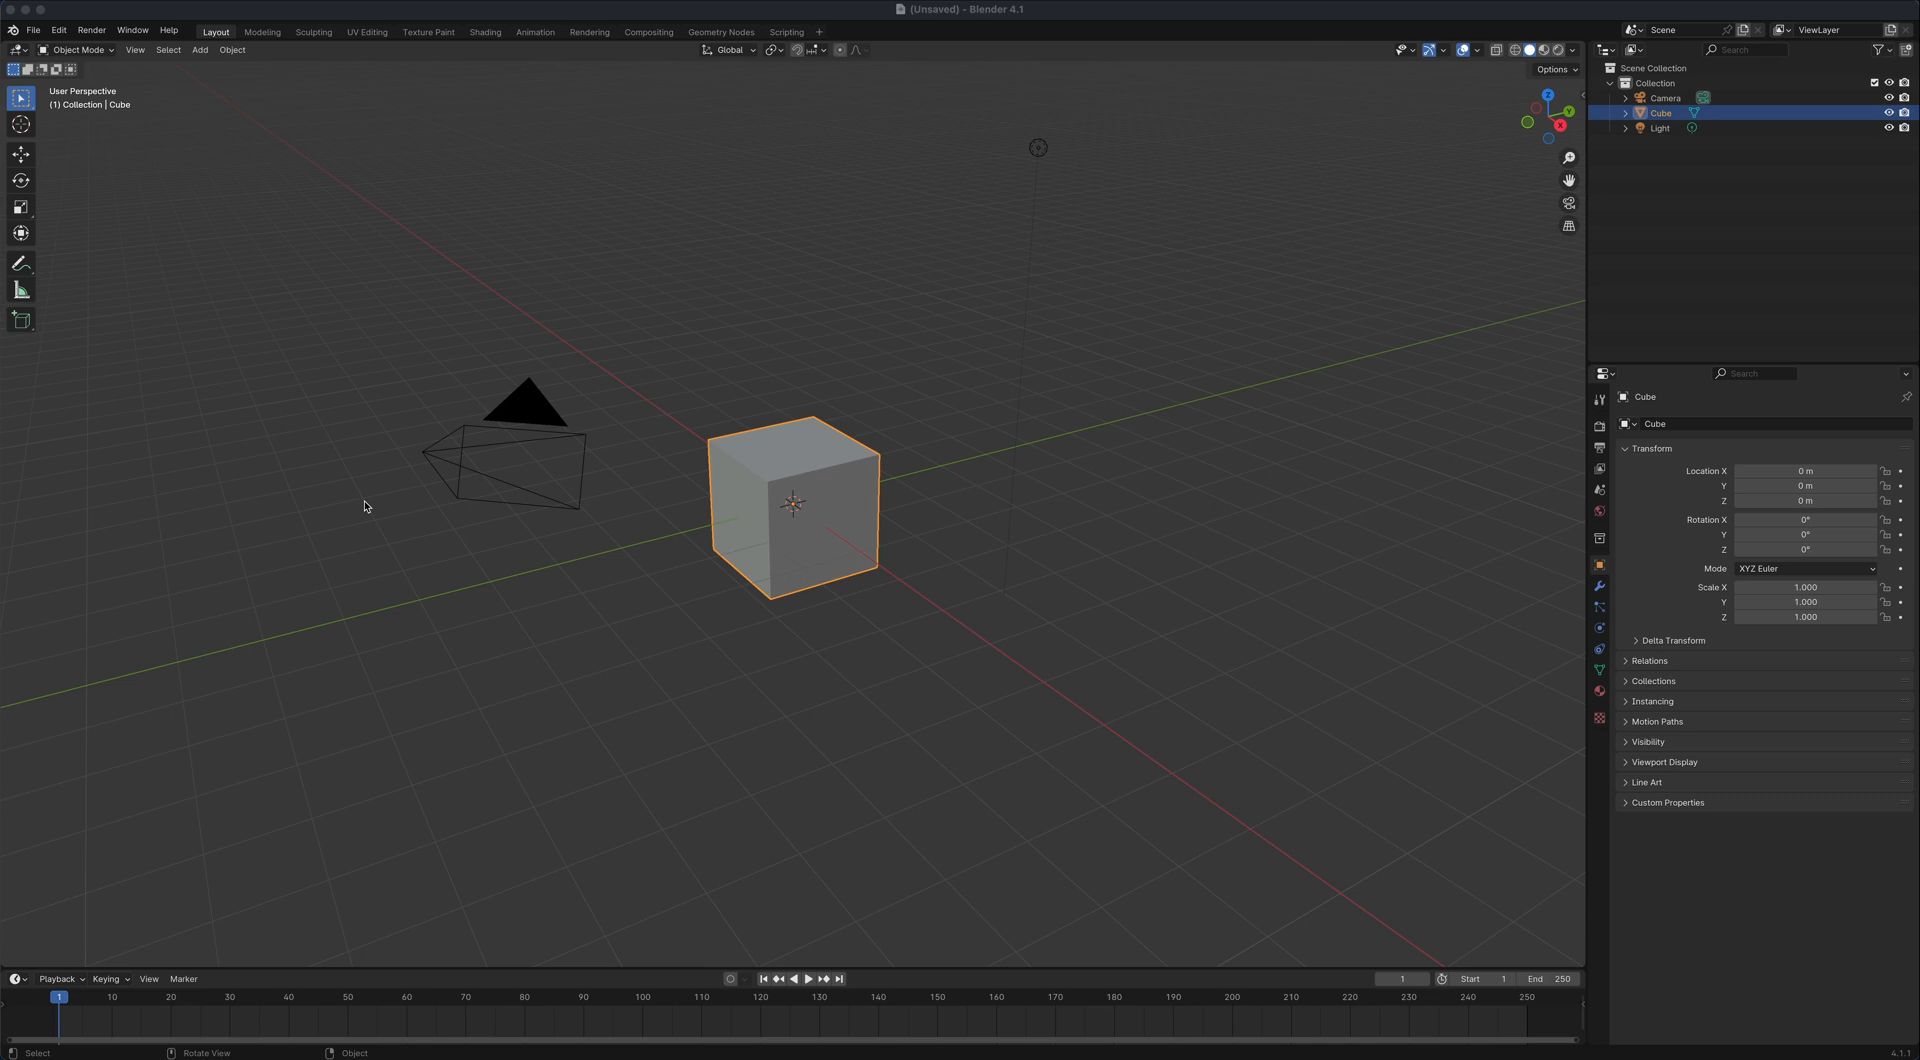 (Unsaved) - Blender 4.1
File Edit Render Window Help Layout Modeling Sculpting UV Editing Texture Paint Shading Animation Rendering Compositing Geometry Nodes Scripting + Scene ViewLayer
Object Mode View Select Add Object Global Search
Options
User Perspective
(1) Collection | Cube
Z
Y
X
Scene Collection
Collection
Camera
Cube
Light
Search
Cube
Cube
Transform
Location X 0 m
Y 0 m
Z 0 m
Rotation X 0°
Y 0°
Z 0°
Mode XYZ Euler
Scale X 1.000
Y 1.000
Z 1.000
Delta Transform
Relations
Collections
Instancing
Motion Paths
Visibility
Viewport Display
Line Art
Custom Properties
Playback Keying View Marker 1 Start 1 End 250
1 10 20 30 40 50 60 70 80 90 100 110 120 130 140 150 160 170 180 190 200 210 220 230 240 250
Select Rotate View Object 4.1.1